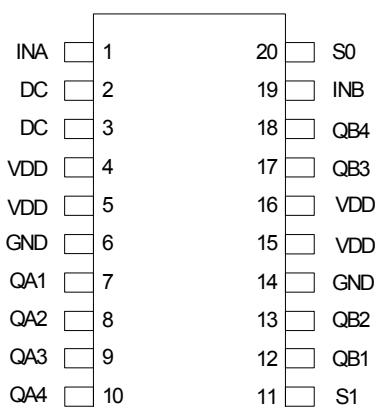 INA 1 20 S0
DC 2 19 INB
DC 3 18 QB4
VDD 4 17 QB3
VDD 5 16 VDD
GND 6 15 VDD
QA1 7 14 GND
QA2 8 13 QB2
QA3 9 12 QB1
QA4 10 11 S1